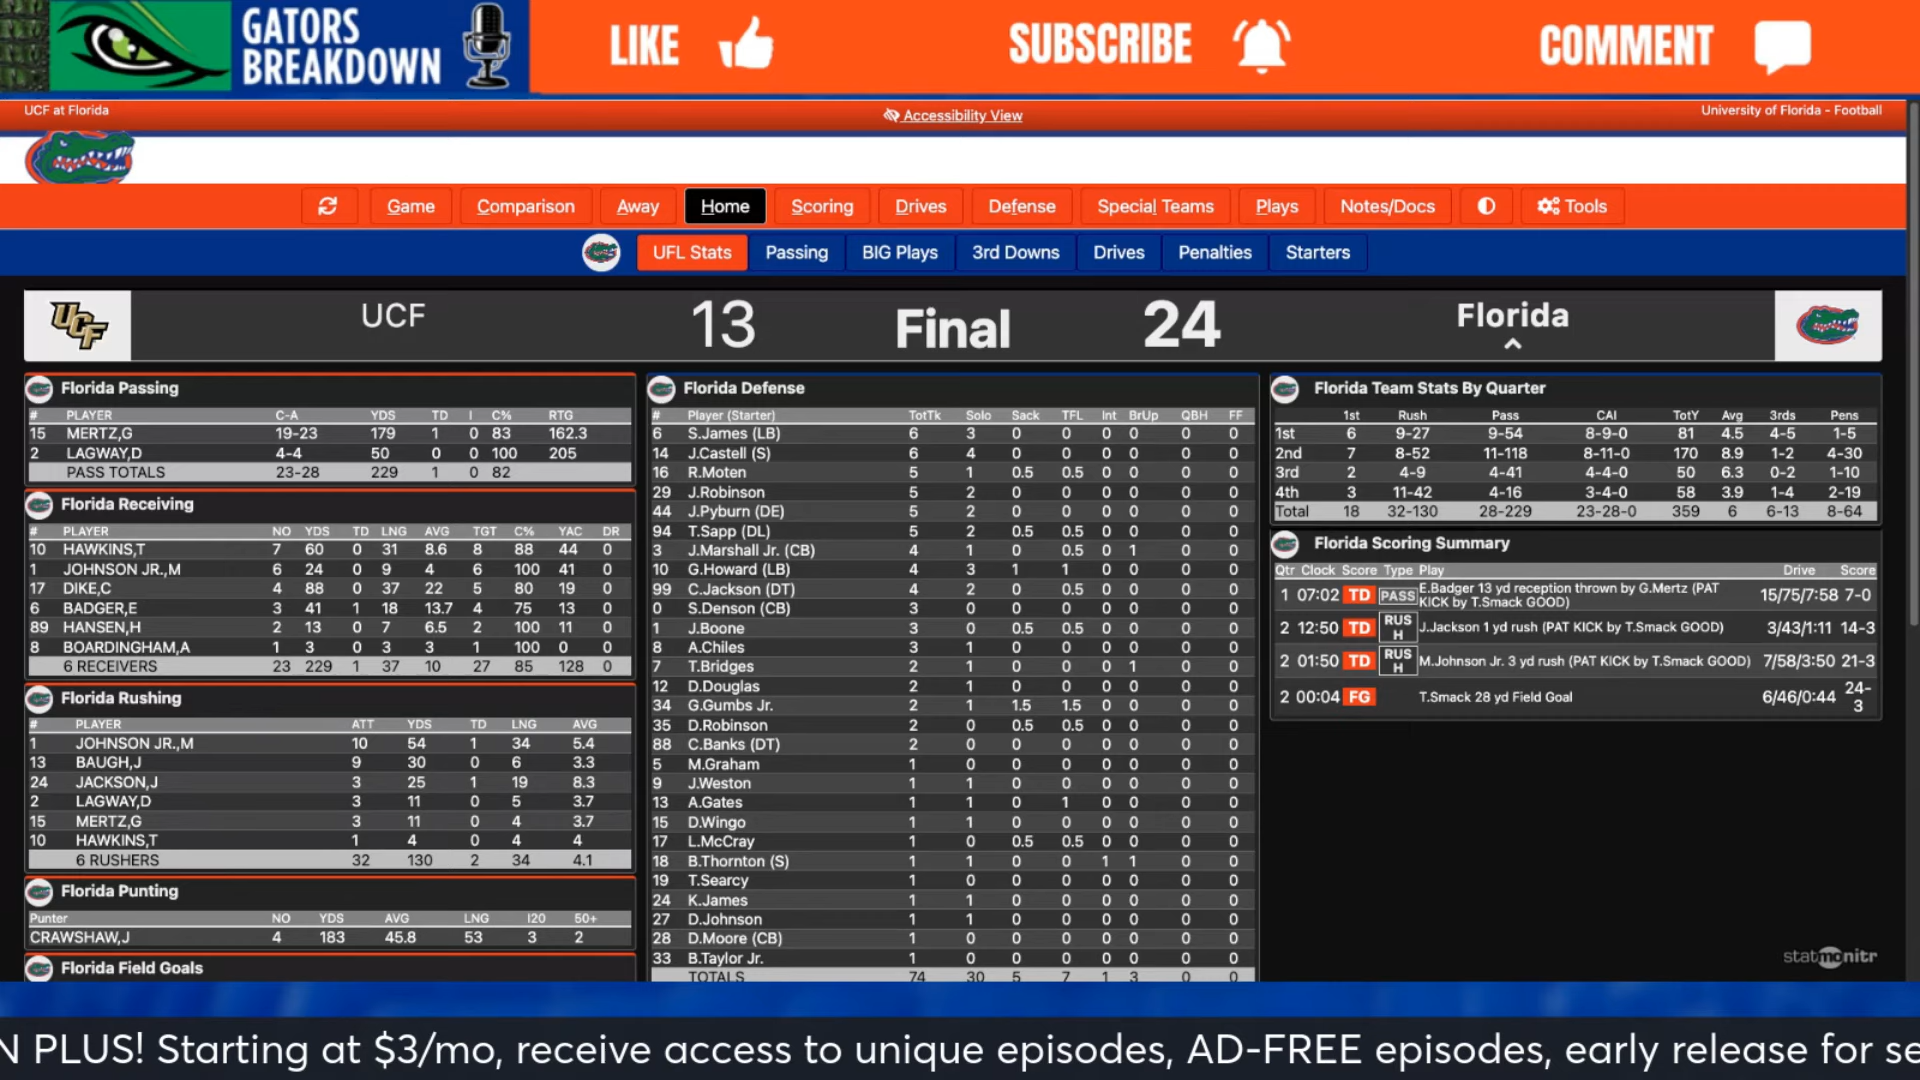 GATORS
BREAKDOWN
LIKE
SUBSCRIBE
COMMENT
UCF at Florida
Accessibility View
University of Florida - Football
Game
Comparison
Away
Home
Scoring
Drives
Defense
Special Teams
Plays
Notes/Docs
Tools
UFL Stats
Passing
BIG Plays
3rd Downs
Drives
Penalties
Starters
UCF
UCF
13
Final
24
Florida
Florida Passing
# PLAYER C-A YDS TD I C% RTG
15 MERTZ,G 19-23 179 1 0 83 162.3
2 LAGWAY,D 4-4 50 0 0 100 205
PASS TOTALS 23-28 229 1 0 82
Florida Receiving
# PLAYER NO YDS TD LNG AVG TGT C% YAC DR
10 HAWKINS,T 7 60 0 31 8.6 8 88 44 0
1 JOHNSON JR.,M 6 24 0 9 4 6 100 41 0
17 DIKE,C 4 88 0 37 22 5 80 19 0
6 BADGER,E 3 41 1 18 13.7 4 75 13 0
89 HANSEN,H 2 13 0 7 6.5 2 100 11 0
8 BOARDINGHAM,A 1 3 0 3 3 1 100 0 0
6 RECEIVERS 23 229 1 37 10 27 85 128 0
Florida Rushing
# PLAYER ATT YDS TD LNG AVG
1 JOHNSON JR.,M 10 54 1 34 5.4
13 BAUGH,J 9 30 0 6 3.3
24 JACKSON,J 3 25 1 19 8.3
2 LAGWAY,D 3 11 0 5 3.7
15 MERTZ,G 3 11 0 4 3.7
10 HAWKINS,T 1 4 0 4 4
6 RUSHERS 32 130 2 34 4.1
Florida Punting
Punter NO YDS AVG LNG I20 50+
CRAWSHAW,J 4 183 45.8 53 3 2
Florida Field Goals
Florida Defense
# Player (Starter) TotTk Solo Sack TFL Int BrUp QBH FF
6 S.James (LB) 6 3 0 0 0 0 0 0
14 J.Castell (S) 6 4 0 0 0 0 0 0
16 R.Moten 5 1 0.5 0.5 0 0 0 0
29 J.Robinson 5 2 0 0 0 0 0 0
44 J.Pyburn (DE) 5 2 0 0 0 0 0 0
94 T.Sapp (DL) 5 2 0.5 0.5 0 0 0 0
3 J.Marshall Jr. (CB) 4 1 0 0.5 0 1 0 0
10 G.Howard (LB) 4 3 1 1 0 0 0 0
99 C.Jackson (DT) 4 2 0 0.5 0 0 0 0
0 S.Denson (CB) 3 0 0 0 0 0 0 0
1 J.Boone 3 0 0.5 0.5 0 0 0 0
8 A.Chiles 3 1 0 0 0 0 0 0
7 T.Bridges 2 1 0 0 0 1 0 0
12 D.Douglas 2 1 0 0 0 0 0 0
34 G.Gumbs Jr. 2 1 1.5 1.5 0 0 0 0
35 D.Robinson 2 0 0.5 0.5 0 0 0 0
88 C.Banks (DT) 2 0 0 0 0 0 0 0
5 M.Graham 1 0 0 0 0 0 0 0
9 J.Weston 1 1 0 0 0 0 0 0
13 A.Gates 1 1 0 1 0 0 0 0
15 D.Wingo 1 1 0 0 0 0 0 0
17 L.McCray 1 0 0.5 0.5 0 0 0 0
18 B.Thornton (S) 1 1 0 0 1 1 0 0
19 T.Searcy 1 0 0 0 0 0 0 0
24 K.James 1 1 0 0 0 0 0 0
27 D.Johnson 1 1 0 0 0 0 0 0
28 D.Moore (CB) 1 0 0 0 0 0 0 0
33 B.Taylor Jr. 1 0 0 0 0 0 0 0
TOTALS 74 30 5 7 1 3 0 0
Florida Team Stats By Quarter
1st Rush Pass CAI TotY Avg 3rds Pens
1st 6 9-27 9-54 8-9-0 81 4.5 4-5 1-5
2nd 7 8-52 11-118 8-11-0 170 8.9 1-2 4-30
3rd 2 4-9 4-41 4-4-0 50 6.3 0-2 1-10
4th 3 11-42 4-16 3-4-0 58 3.9 1-4 2-19
Total 18 32-130 28-229 23-28-0 359 6 6-13 8-64
Florida Scoring Summary
Qtr Clock Score Type Play Drive Score
1 07:02 TD PASS E.Badger 13 yd reception thrown by G.Mertz (PAT KICK by T.Smack GOOD) 15/75/7:58 7-0
2 12:50 TD RUSH J.Jackson 1 yd rush (PAT KICK by T.Smack GOOD) 3/43/1:11 14-3
2 01:50 TD RUSH M.Johnson Jr. 3 yd rush (PAT KICK by T.Smack GOOD) 7/58/3:50 21-3
2 00:04 FG T.Smack 28 yd Field Goal 6/46/0:44 24-3
statmonitr
N PLUS! Starting at $3/mo, receive access to unique episodes, AD-FREE episodes, early release for se